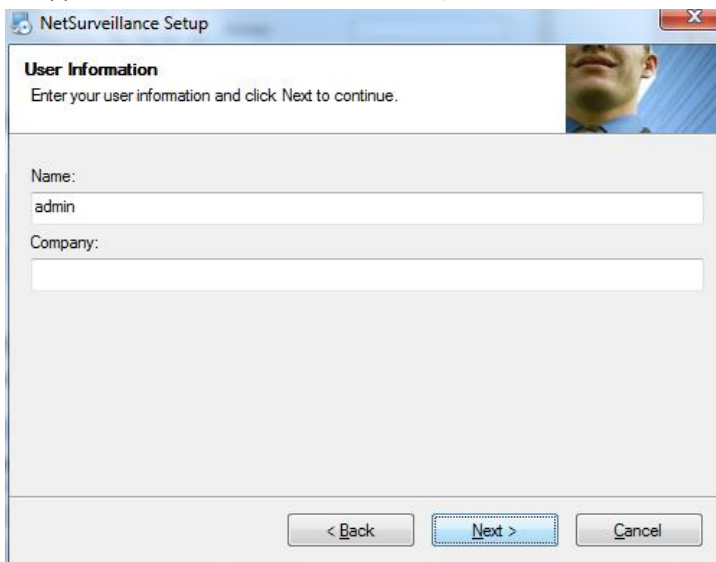 NetSurveillance Setup
User Information
Enter your user information and click Next to continue.
Name:
admin
Company:
< Back
Next >
Cancel